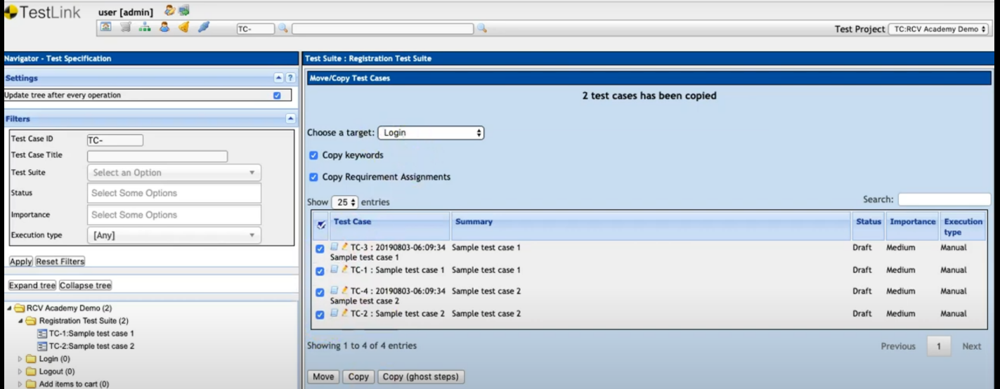 TestLink
user [admin]
TC-
Test Project TC:RCV Academy Demo
Navigator - Test Specification
Settings
?
Update tree after every operation
Filters
Test Case ID TC-
Test Case Title
Test Suite Select an Option
Status Select Some Options
Importance Select Some Options
Execution type [Any]
Apply Reset Filters
Expand tree Collapse tree
RCV Academy Demo (2)
Registration Test Suite (2)
TC-1:Sample test case 1
TC-2:Sample test case 2
Login (0)
Logout (0)
Add items to cart (0)
Test Suite : Registration Test Suite
Move/Copy Test Cases
2 test cases has been copied
Choose a target: Login
Copy keywords
Copy Requirement Assignments
Show 25 entries
Search:
Test Case Summary Status Importance Execution
type
TC-3 : 20190803-06:09:34 Sample test case 1 Draft Medium Manual
Sample test case 1
TC-1 : Sample test case 1 Sample test case 1 Draft Medium Manual
TC-4 : 20190803-06:09:34 Sample test case 2 Draft Medium Manual
Sample test case 2
TC-2 : Sample test case 2 Sample test case 2 Draft Medium Manual
Showing 1 to 4 of 4 entries
Previous 1 Next
Move Copy Copy (ghost steps)